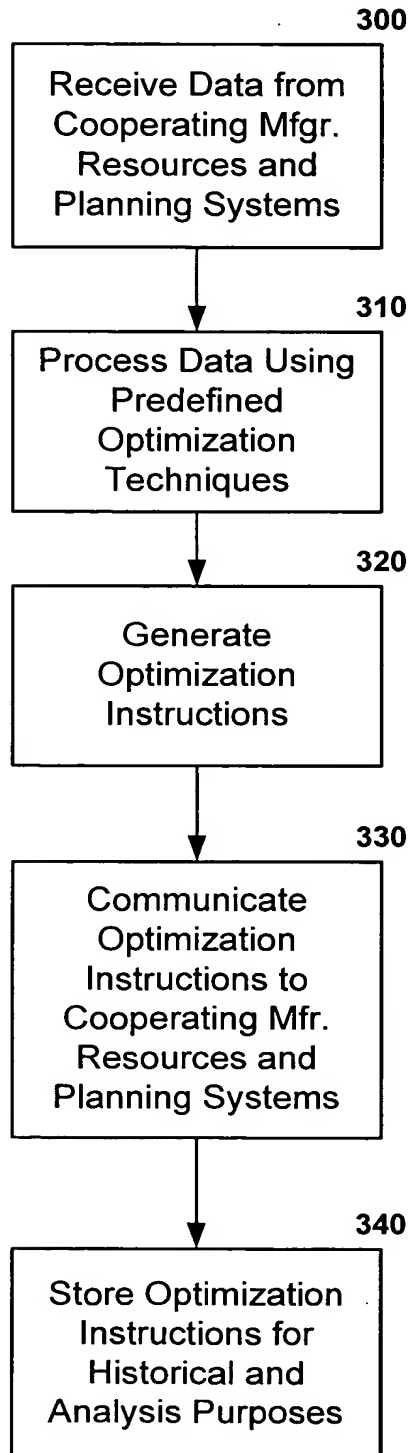 300
Receive Data from
Cooperating Mfgr.
Resources and
Planning Systems
310
Process Data Using
Predefined
Optimization
Techniques
320
Generate
Optimization
Instructions
330
Communicate
Optimization
Instructions to
Cooperating Mfr.
Resources and
Planning Systems
340
Store Optimization
Instructions for
Historical and
Analysis Purposes